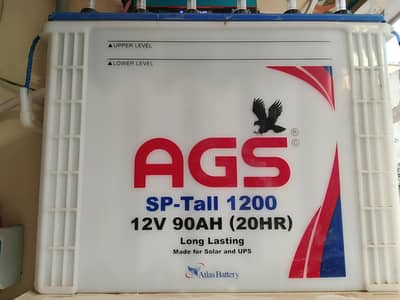 ▲UPPER LEVEL
▲LOWER LEVEL
AGS ®
©
SP-Tall 1200
12V 90AH (20HR)
Long Lasting
Made for Solar and UPS
Atlas Battery